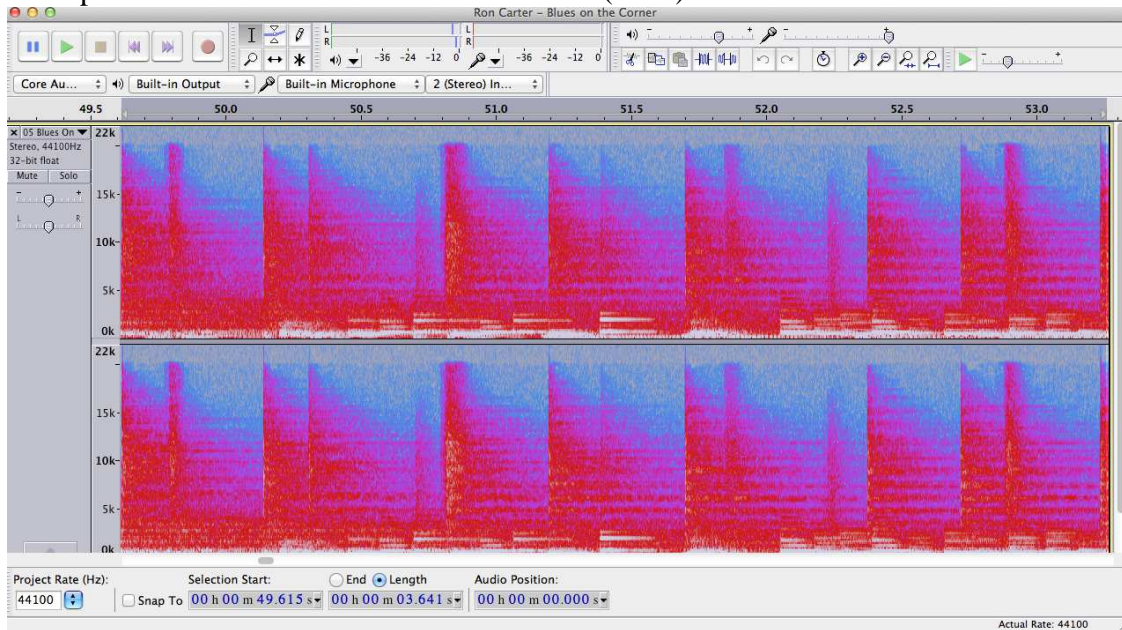 Ron Carter – Blues on the Corner
L
R
-36 -24 -12 0
L
R
-36 -24 -12 0
Core Au... Built-in Output Built-in Microphone 2 (Stereo) In...
49.5 50.0 50.5 51.0 51.5 52.0 52.5 53.0
05 Blues On
Stereo, 44100Hz
32-bit float
Mute Solo
- +
L R
22k
15k
10k
5k
0k
22k
15k
10k
5k
0k
Project Rate (Hz): Selection Start: End Length Audio Position:
44100 Snap To 00 h 00 m 49.615 s 00 h 00 m 03.641 s 00 h 00 m 00.000 s
Actual Rate: 44100